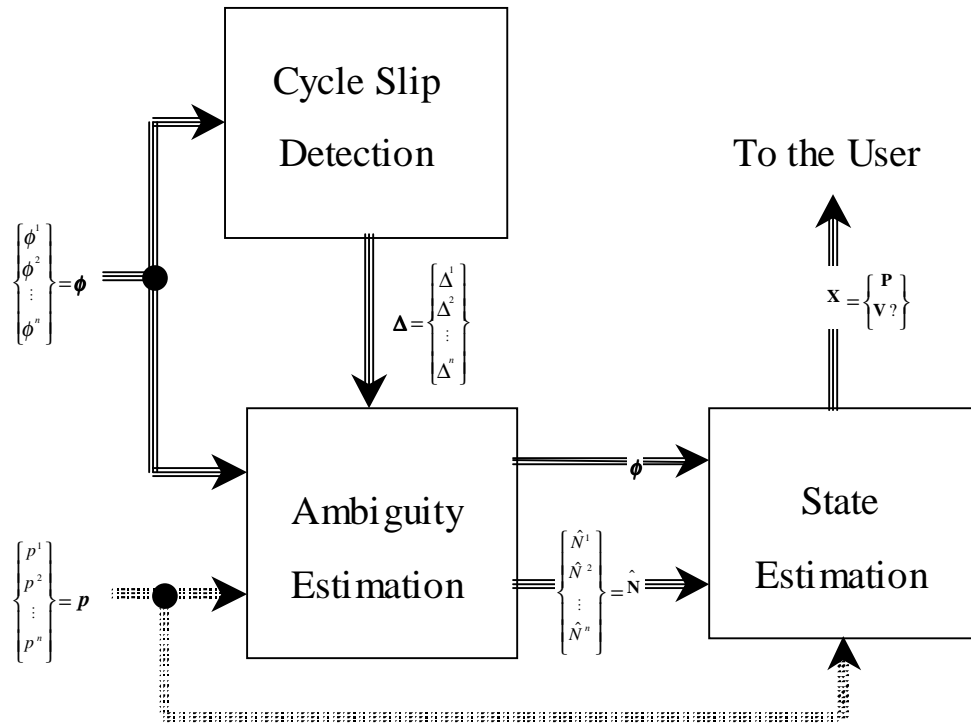 Cycle Slip
Detection
To the User
{ϕ¹
ϕ²
⋮
ϕⁿ} = ϕ
Δ = {Δ¹
Δ²
⋮
Δⁿ}
X = {P
V ?}
Ambiguity
Estimation
ϕ
State
Estimation
{p¹
p²
⋮
pⁿ} = p
{N̂¹
N̂²
⋮
N̂ⁿ} = N̂